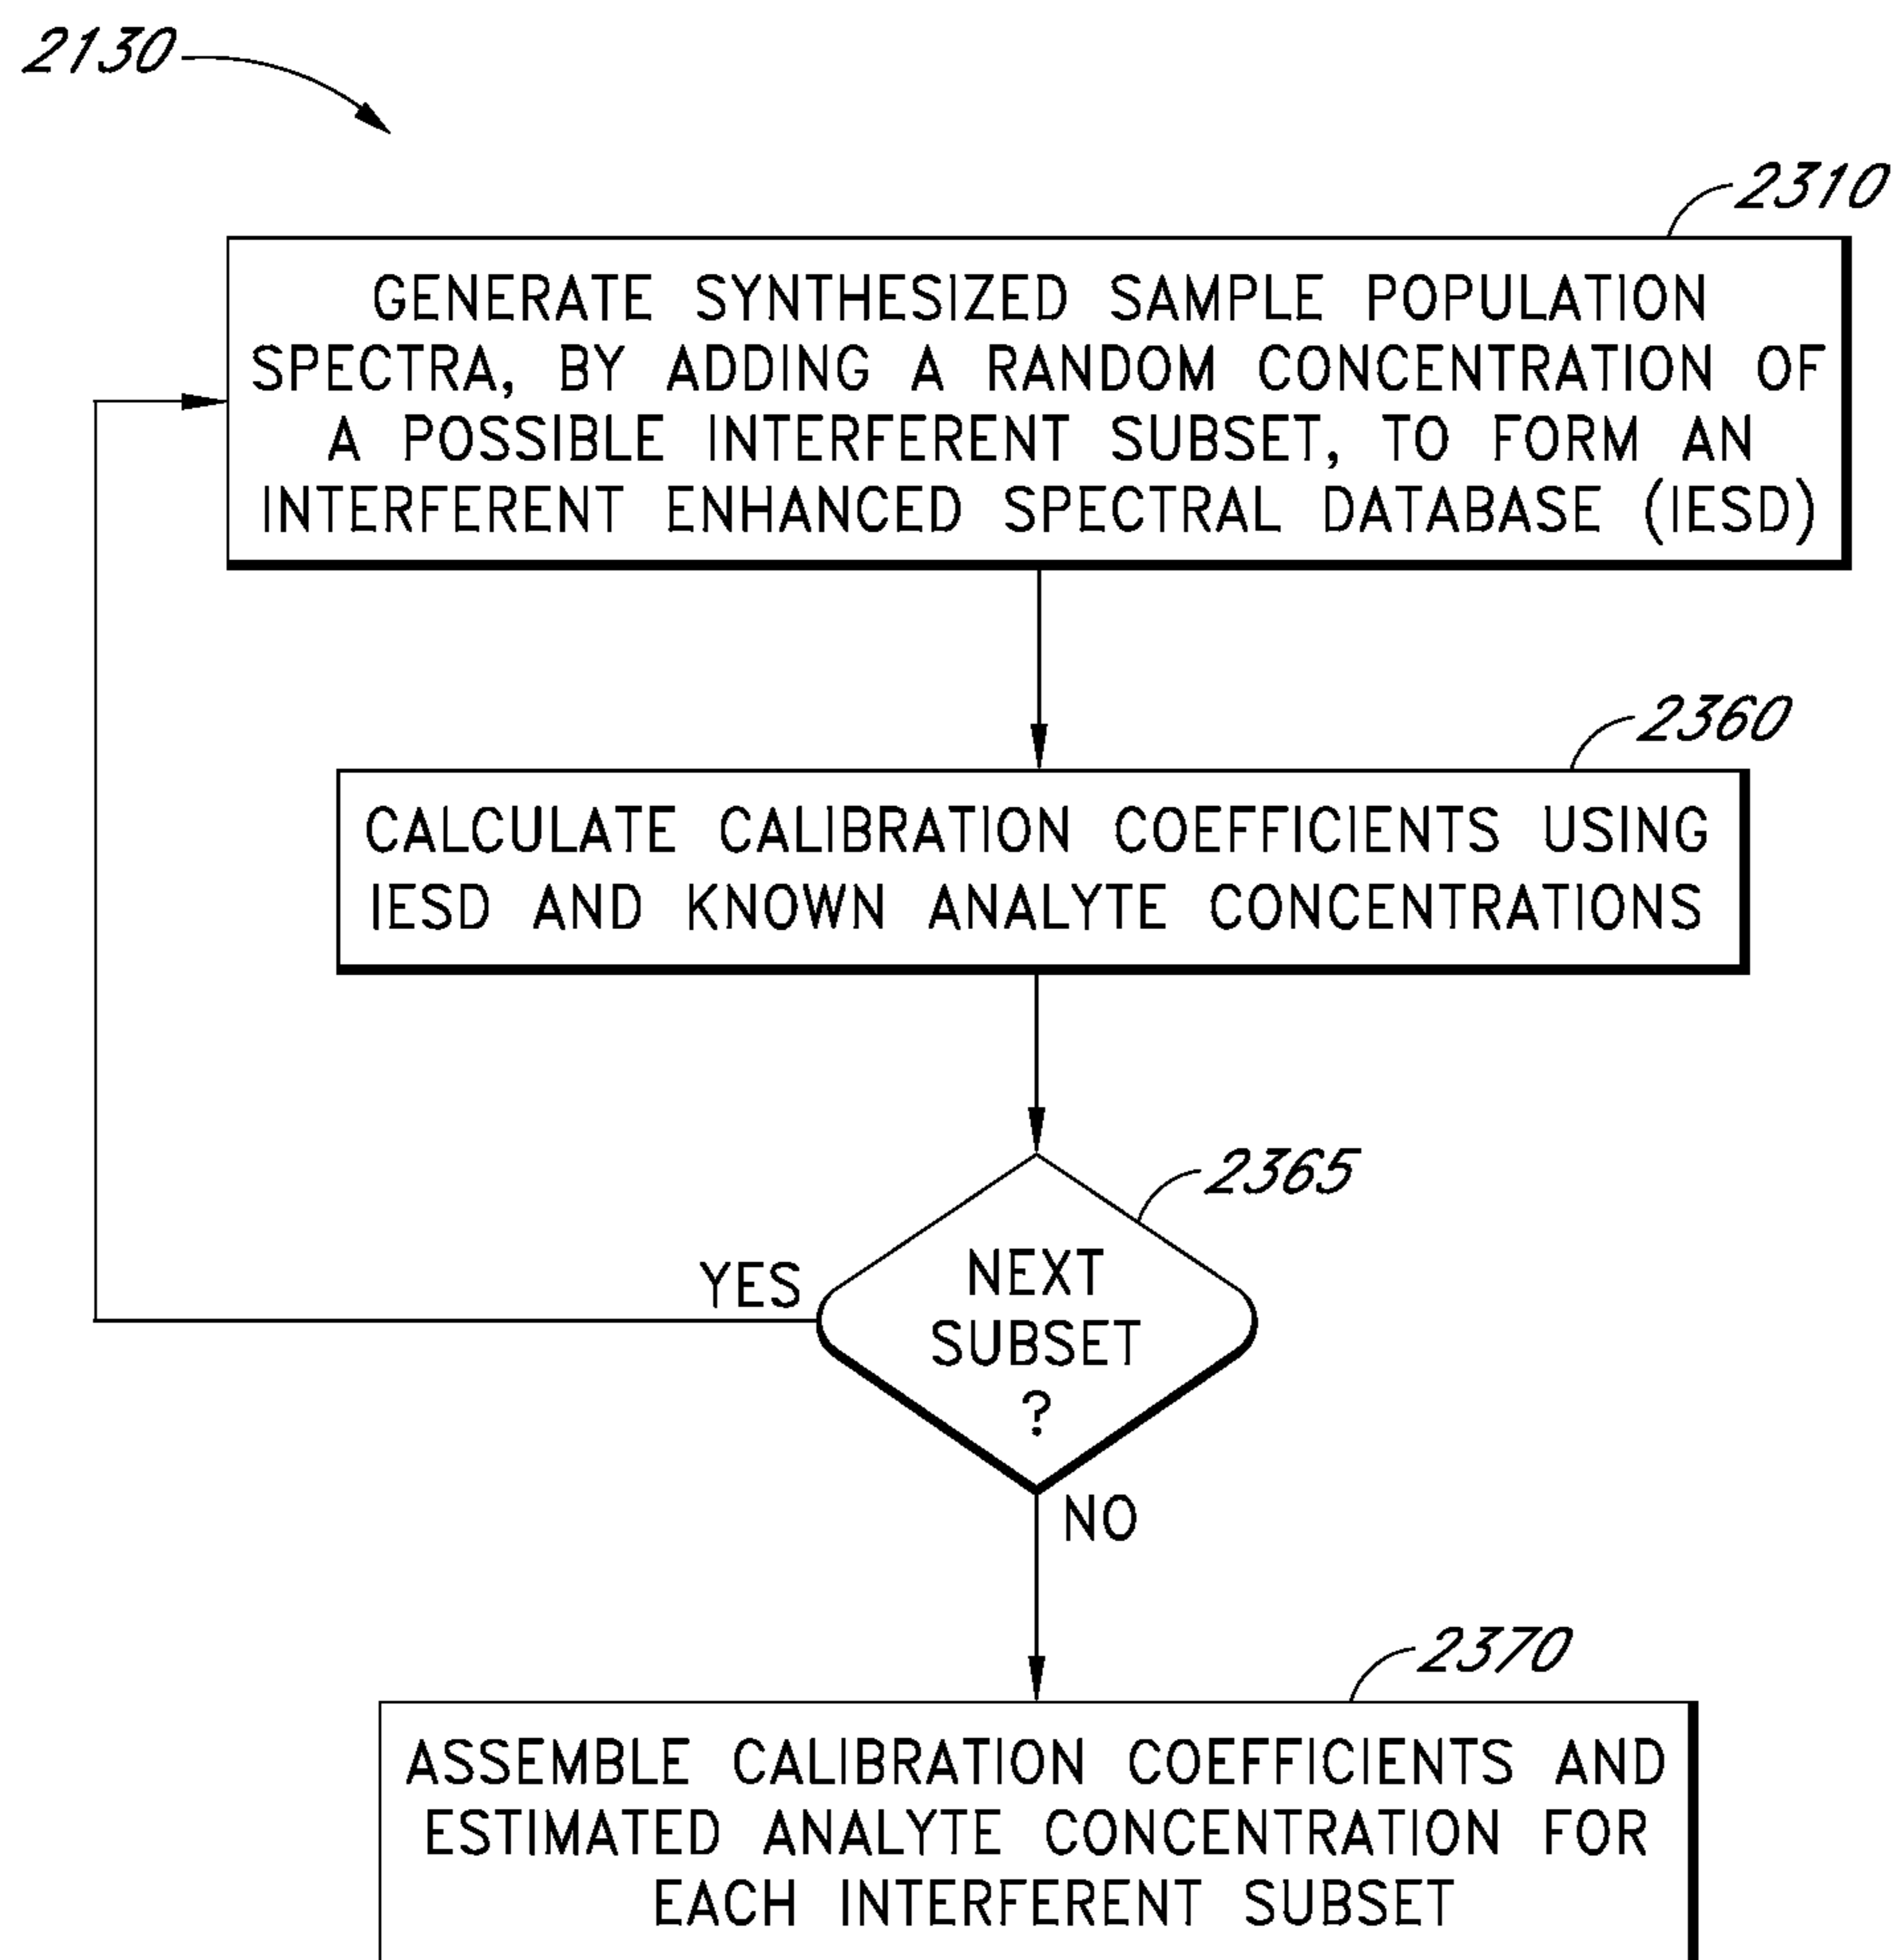 2130
2310
GENERATE SYNTHESIZED SAMPLE POPULATION
SPECTRA, BY ADDING A RANDOM CONCENTRATION OF
A POSSIBLE INTERFERENT SUBSET, TO FORM AN
INTERFERENT ENHANCED SPECTRAL DATABASE (IESD)
2360
CALCULATE CALIBRATION COEFFICIENTS USING
IESD AND KNOWN ANALYTE CONCENTRATIONS
2365
YES
NEXT
SUBSET
?
NO
2370
ASSEMBLE CALIBRATION COEFFICIENTS AND
ESTIMATED ANALYTE CONCENTRATION FOR
EACH INTERFERENT SUBSET